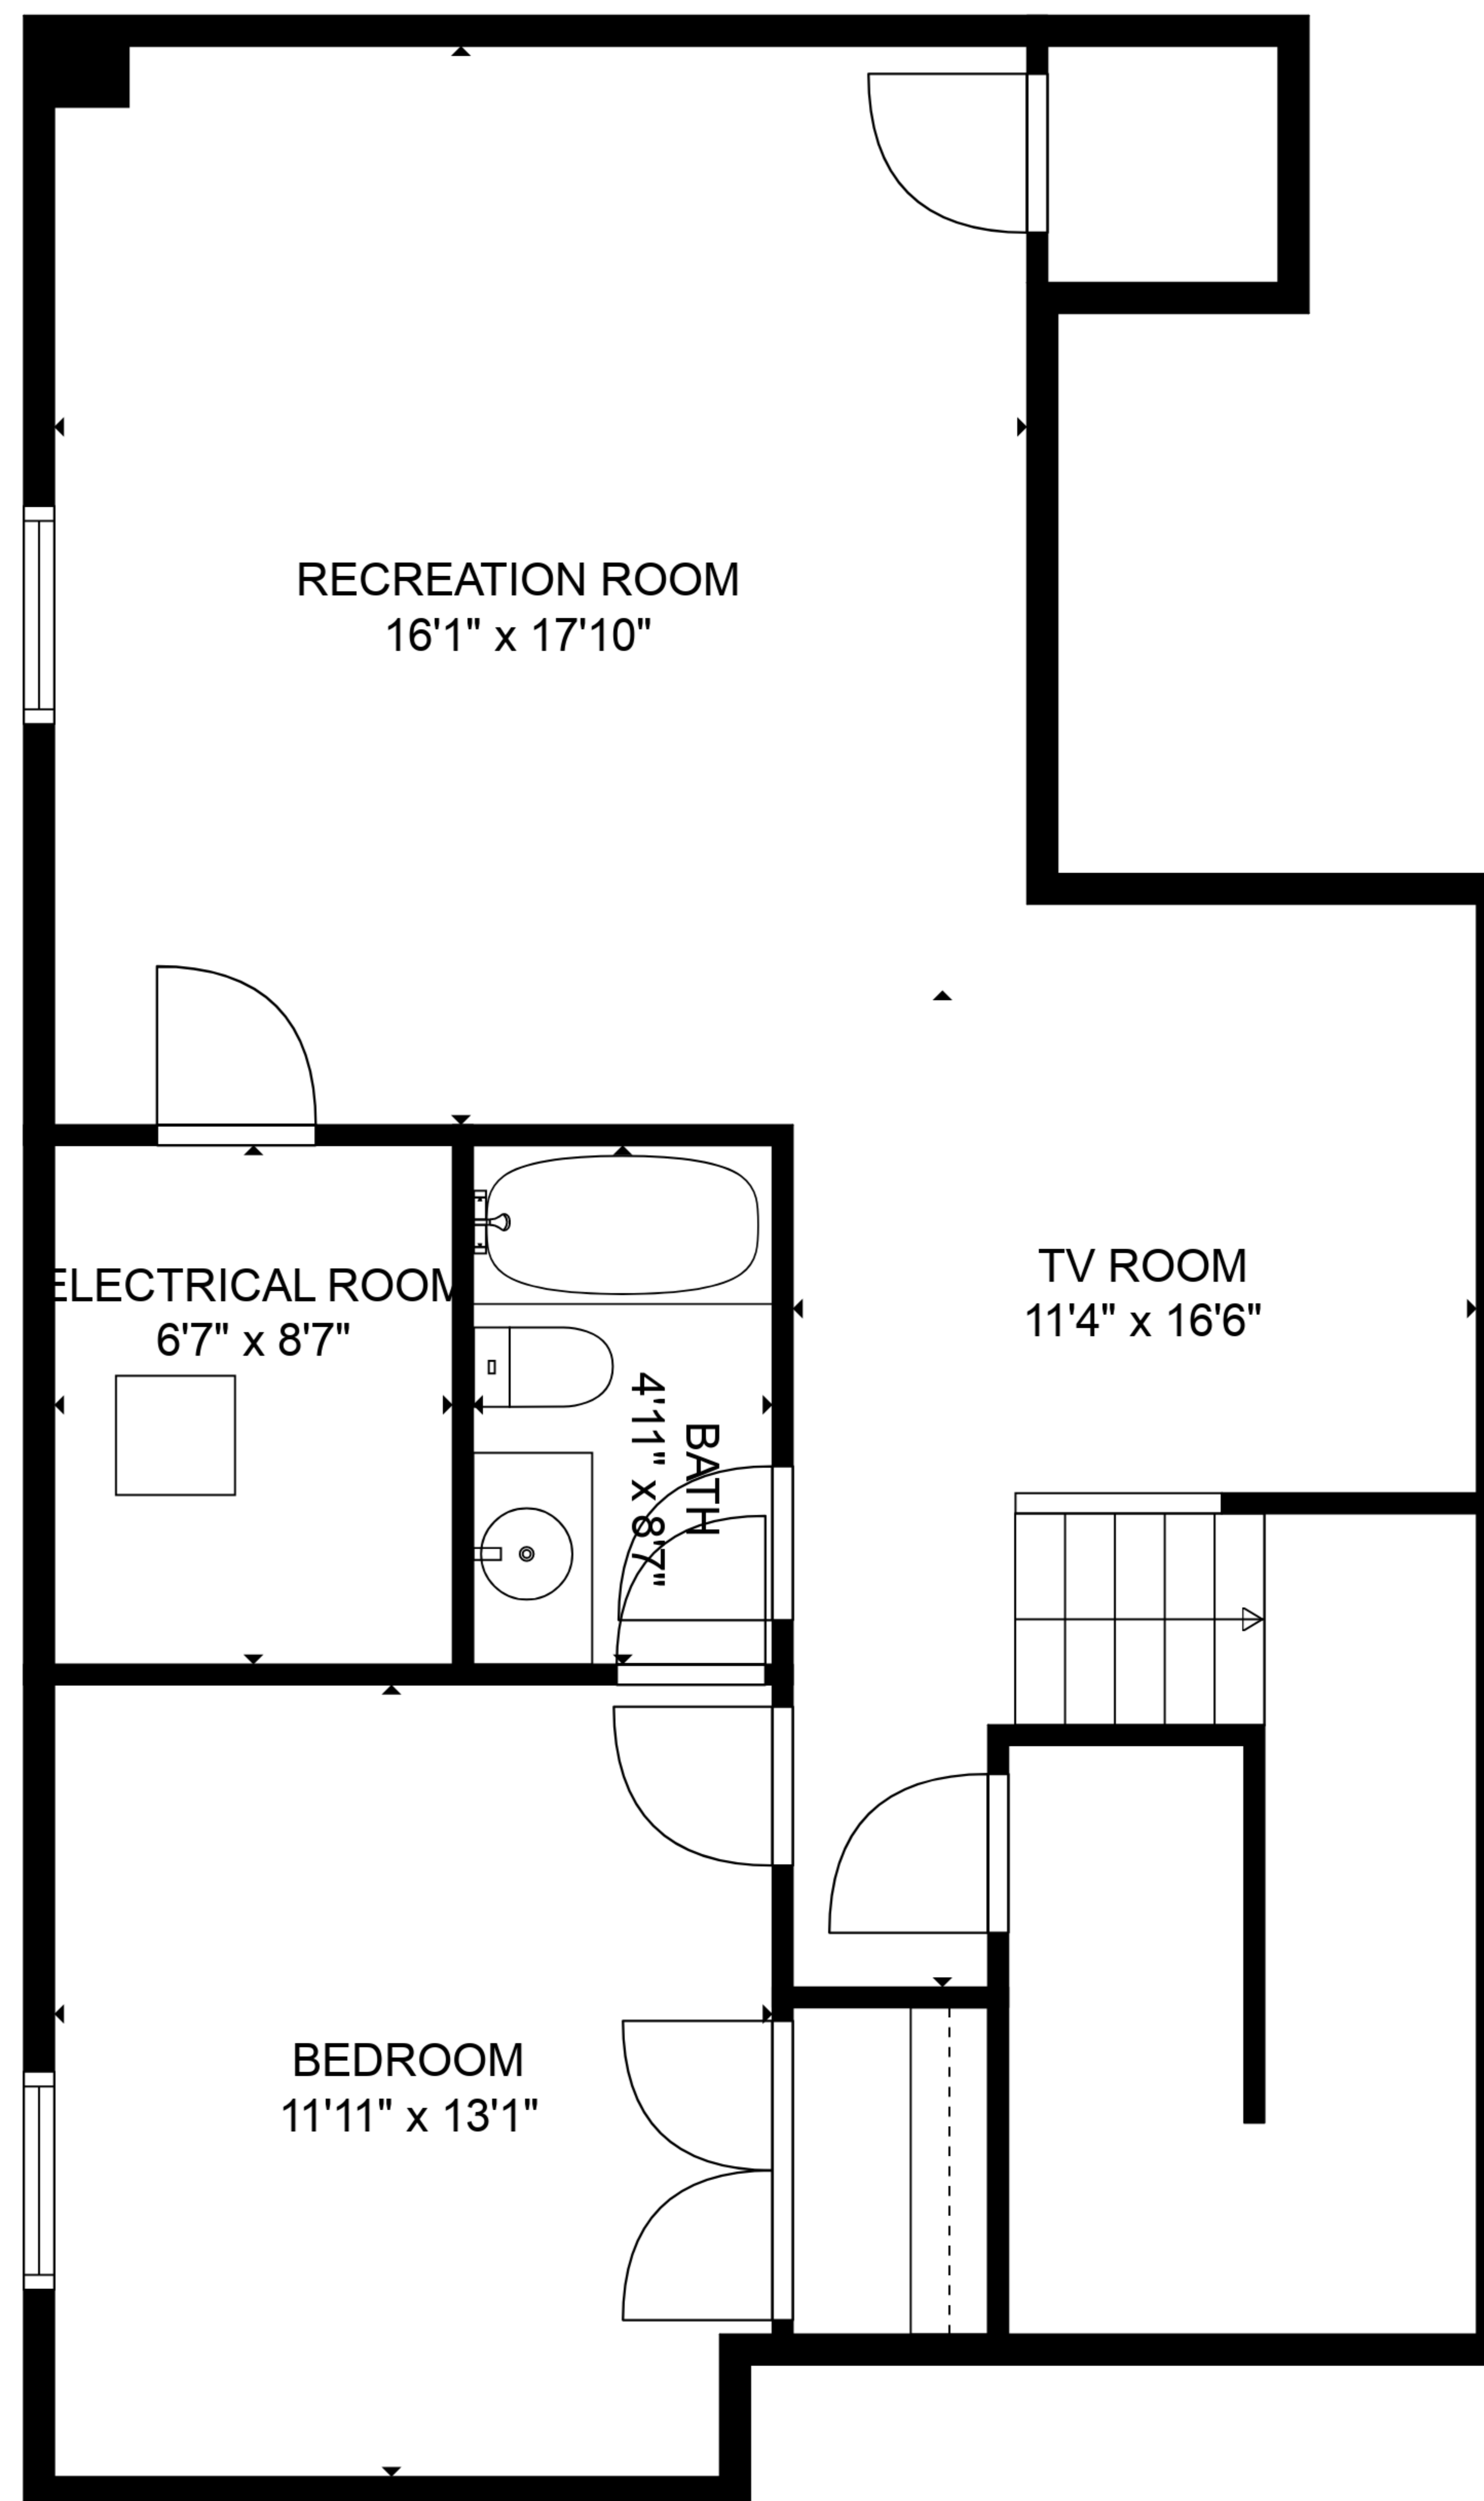 RECREATION ROOM
16'1" x 17'10"
ELECTRICAL ROOM
6'7" x 8'7"
TV ROOM
11'4" x 16'6"
BATH
4'11" x 8'7"
BEDROOM
11'11" x 13'1"